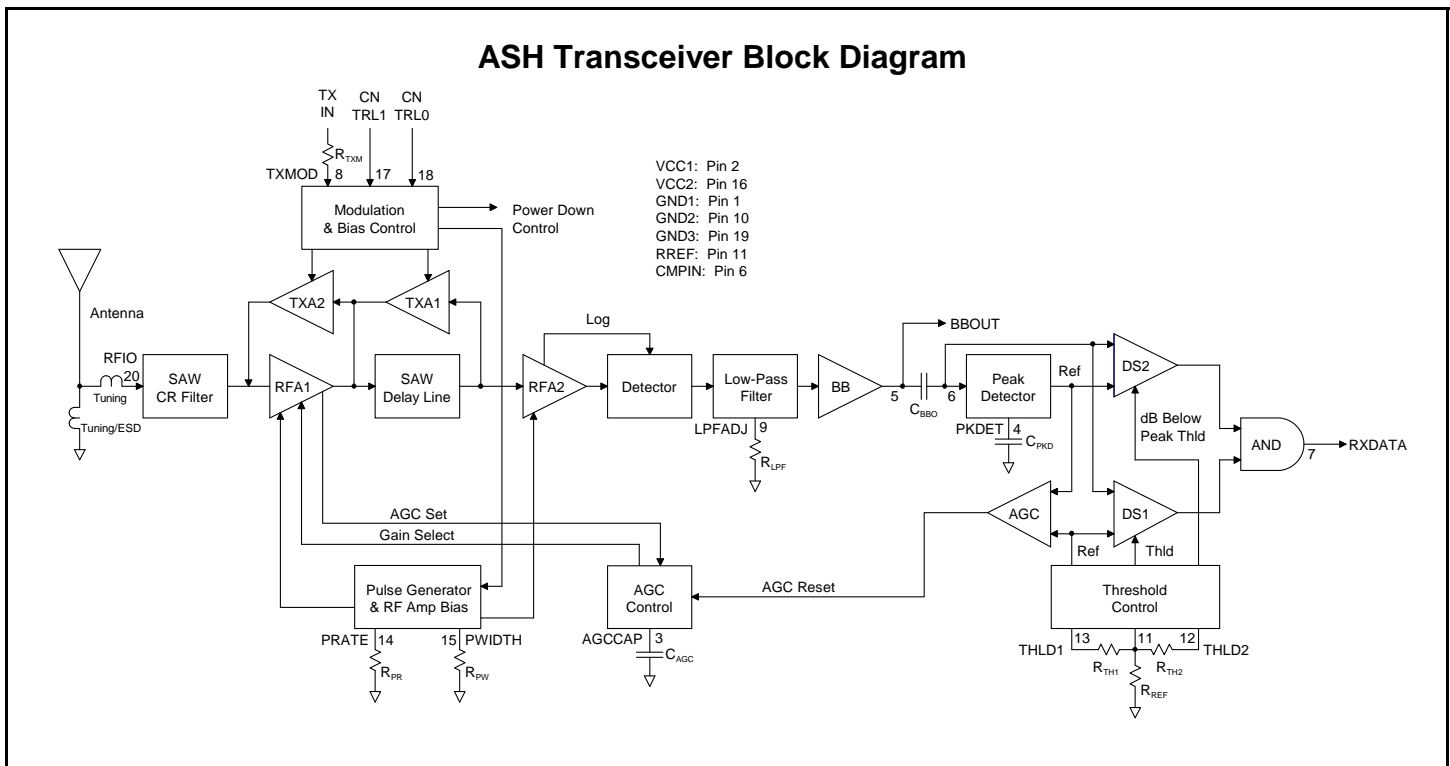 ASH Transceiver Block Diagram
TX
IN
CN
TRL1
CN
TRL0
RTXM
TXMOD
8
17
18
Modulation
& Bias Control
Power Down
Control
VCC1: Pin 2
VCC2: Pin 16
GND1: Pin 1
GND2: Pin 10
GND3: Pin 19
RREF: Pin 11
CMPIN: Pin 6
TXA2
TXA1
Antenna
Log
BBOUT
RFIO
20
Tuning
Tuning/ESD
SAW
CR Filter
RFA1
SAW
Delay Line
RFA2
Detector
Low-Pass
Filter
LPFADJ
9
RLPF
BB
5
CBBO
6
Peak
Detector
PKDET
4
CPKD
Ref
DS2
dB Below
Peak Thld
AND
7
RXDATA
AGC
DS1
Ref
Thld
AGC Set
Gain Select
AGC Reset
Pulse Generator
& RF Amp Bias
PRATE
14
15
PWIDTH
RPR
RPW
AGC
Control
AGCCAP
3
CAGC
Threshold
Control
THLD1
13
11
12
THLD2
RTH1
RTH2
RREF